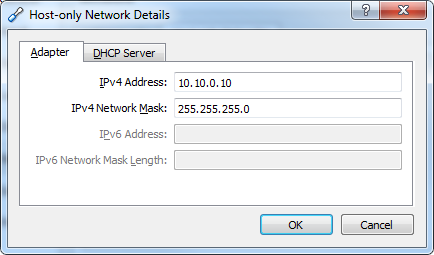 Host-only Network Details
Adapter
DHCP Server
IPv4 Address: 10.10.0.10
IPv4 Network Mask: 255.255.255.0
IPv6 Address:
IPv6 Network Mask Length:
OK Cancel